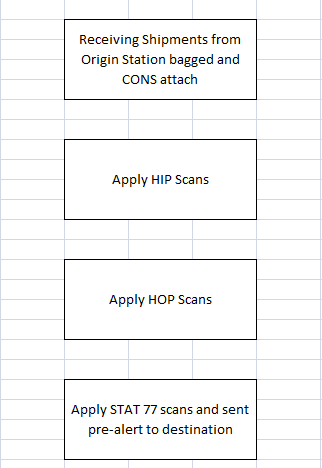 Receiving Shipments from
Origin Station bagged and
CONS attach
Apply HIP Scans
Apply HOP Scans
Apply STAT 77 scans and sent
pre-alert to destination